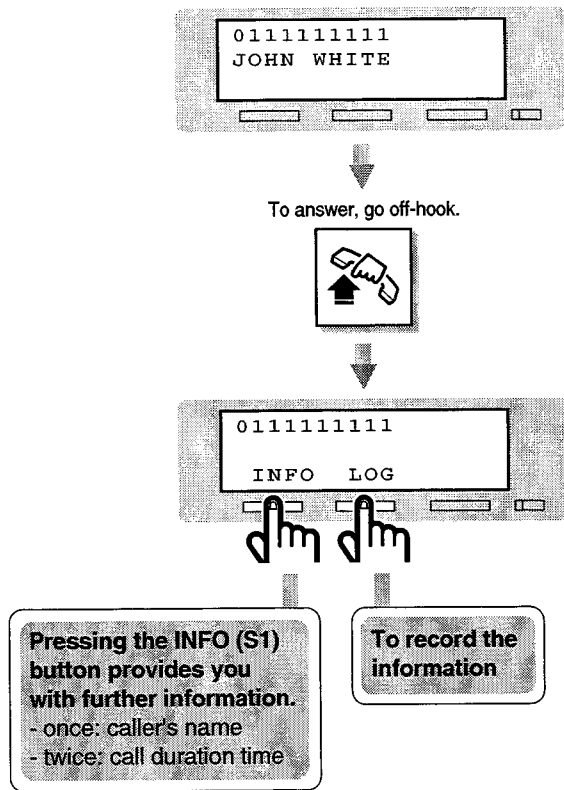 0111111111
JOHN WHITE
To answer, go off-hook.
0111111111
INFO LOG
Pressing the INFO (S1)
button provides you
with further information.
- once: caller's name
- twice: call duration time
To record the
information